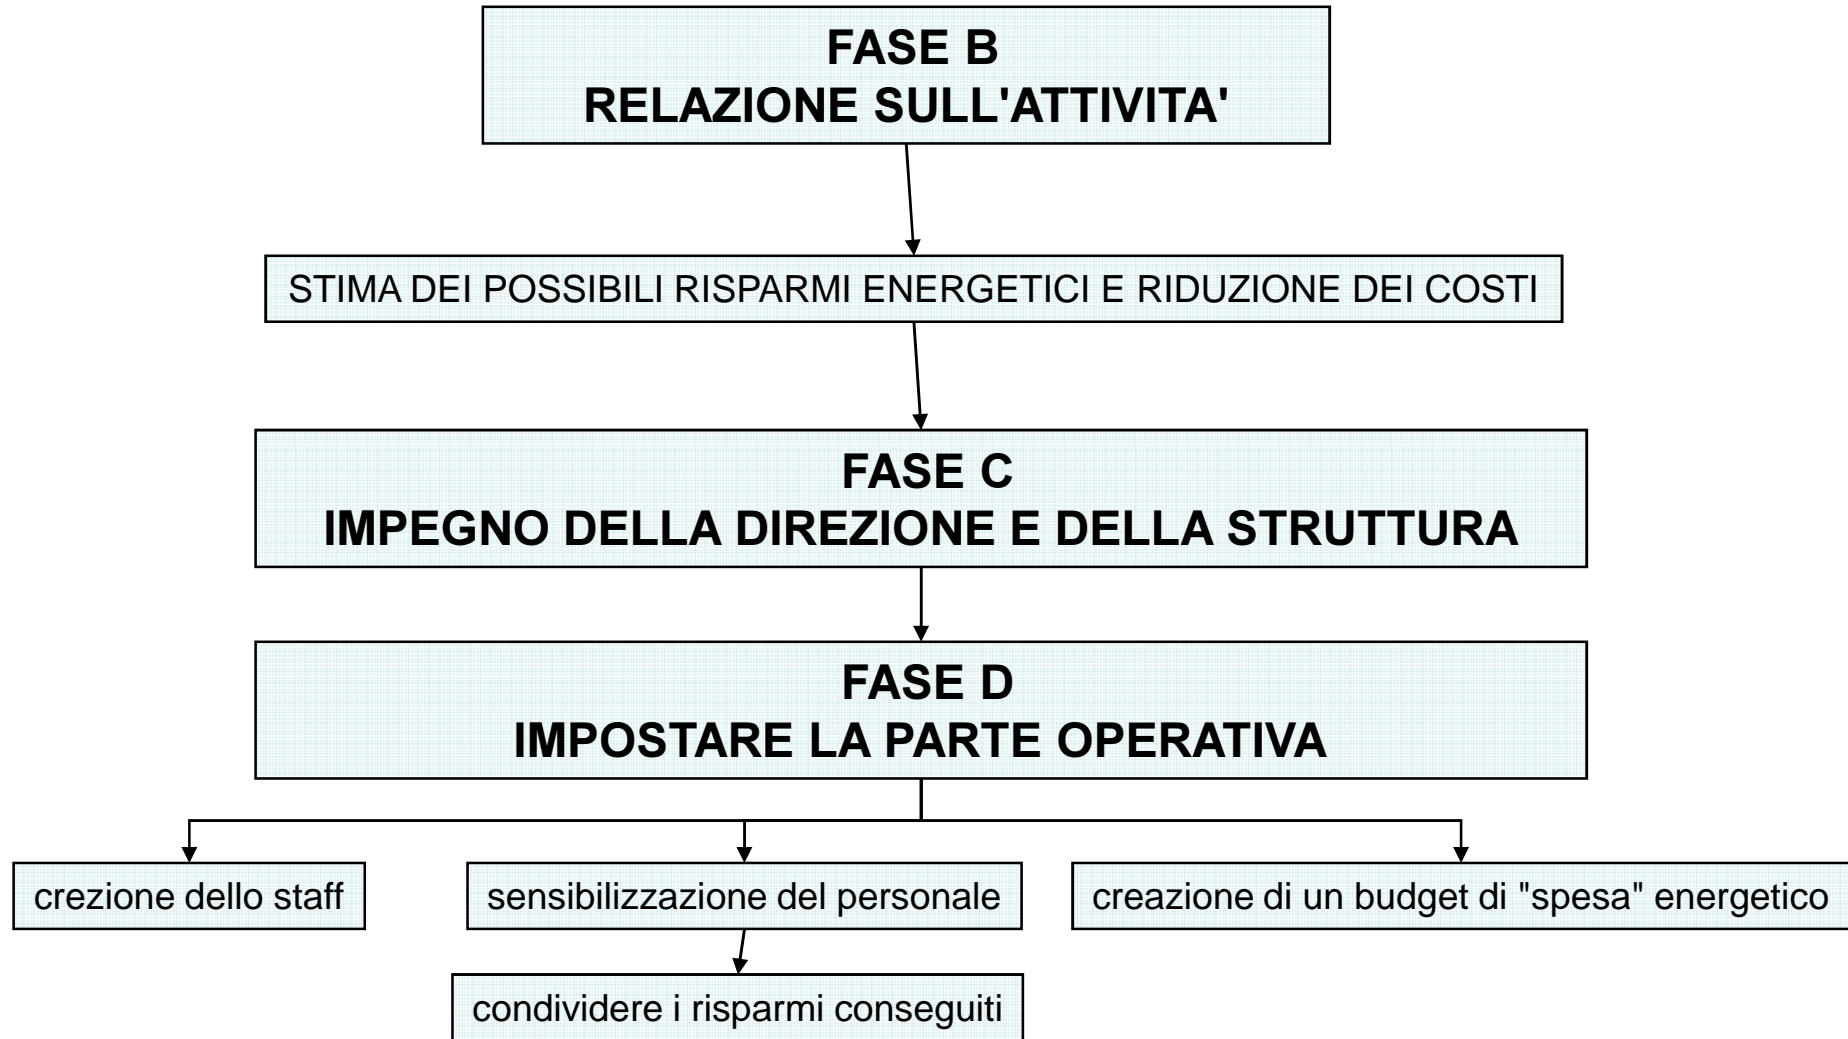 FASE B
RELAZIONE SULL'ATTIVITA'
STIMA DEI POSSIBILI RISPARMI ENERGETICI E RIDUZIONE DEI COSTI
FASE C
IMPEGNO DELLA DIREZIONE E DELLA STRUTTURA
FASE D
IMPOSTARE LA PARTE OPERATIVA
crezione dello staff
sensibilizzazione del personale
creazione di un budget di "spesa" energetico
condividere i risparmi conseguiti